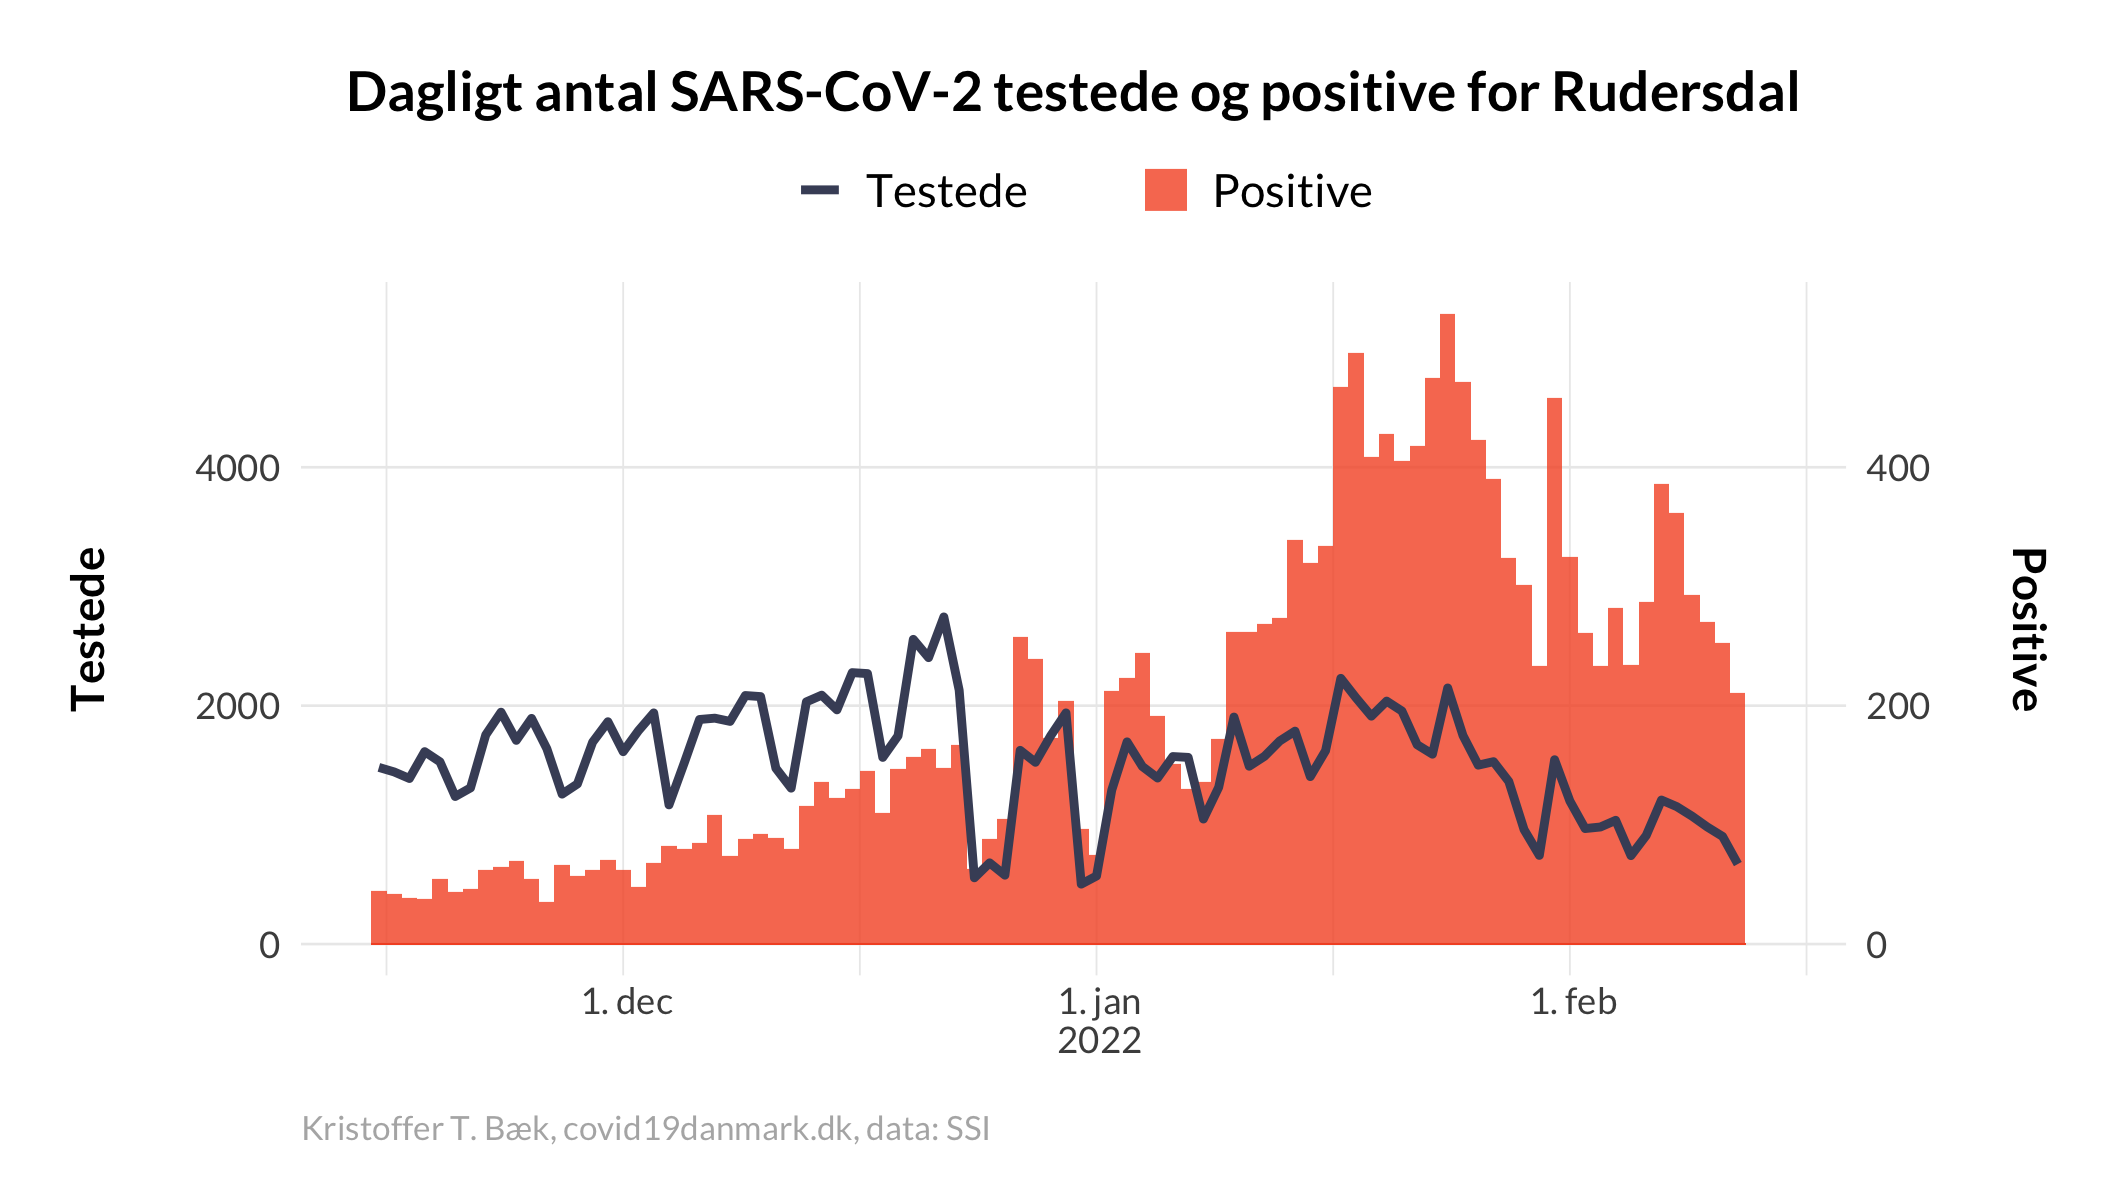 Dagligt antal SARS-CoV-2 testede og positive for Rudersdal
Testede
Positive
4000
2000
0
Testede
400
200
0
Positive
1. dec
1. jan
2022
1. feb
Kristoffer T. Bæk, covid19danmark.dk, data: SSI